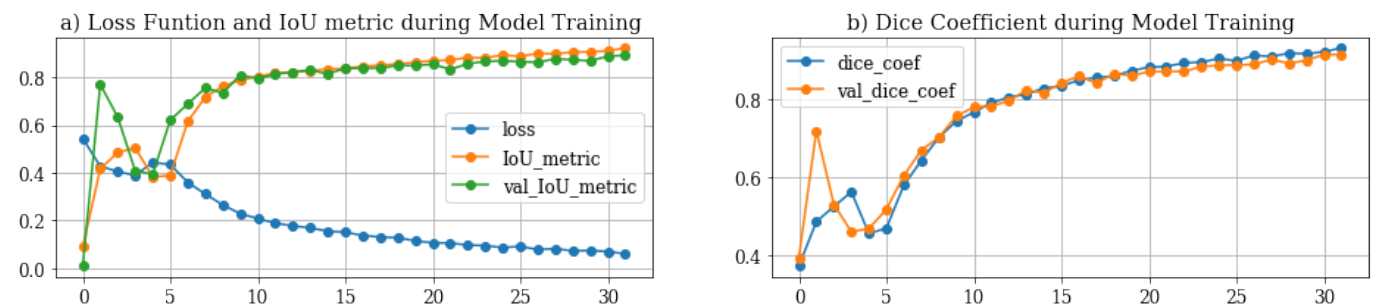 a) Loss Funtion and IoU metric during Model Training
0.8
0.6
0.4
0.2
0.0
loss
IoU_metric
val_IoU_metric
0 5 10 15 20 25 30
b) Dice Coefficient during Model Training
dice_coef
val_dice_coef
0.8
0.6
0.4
0 5 10 15 20 25 30